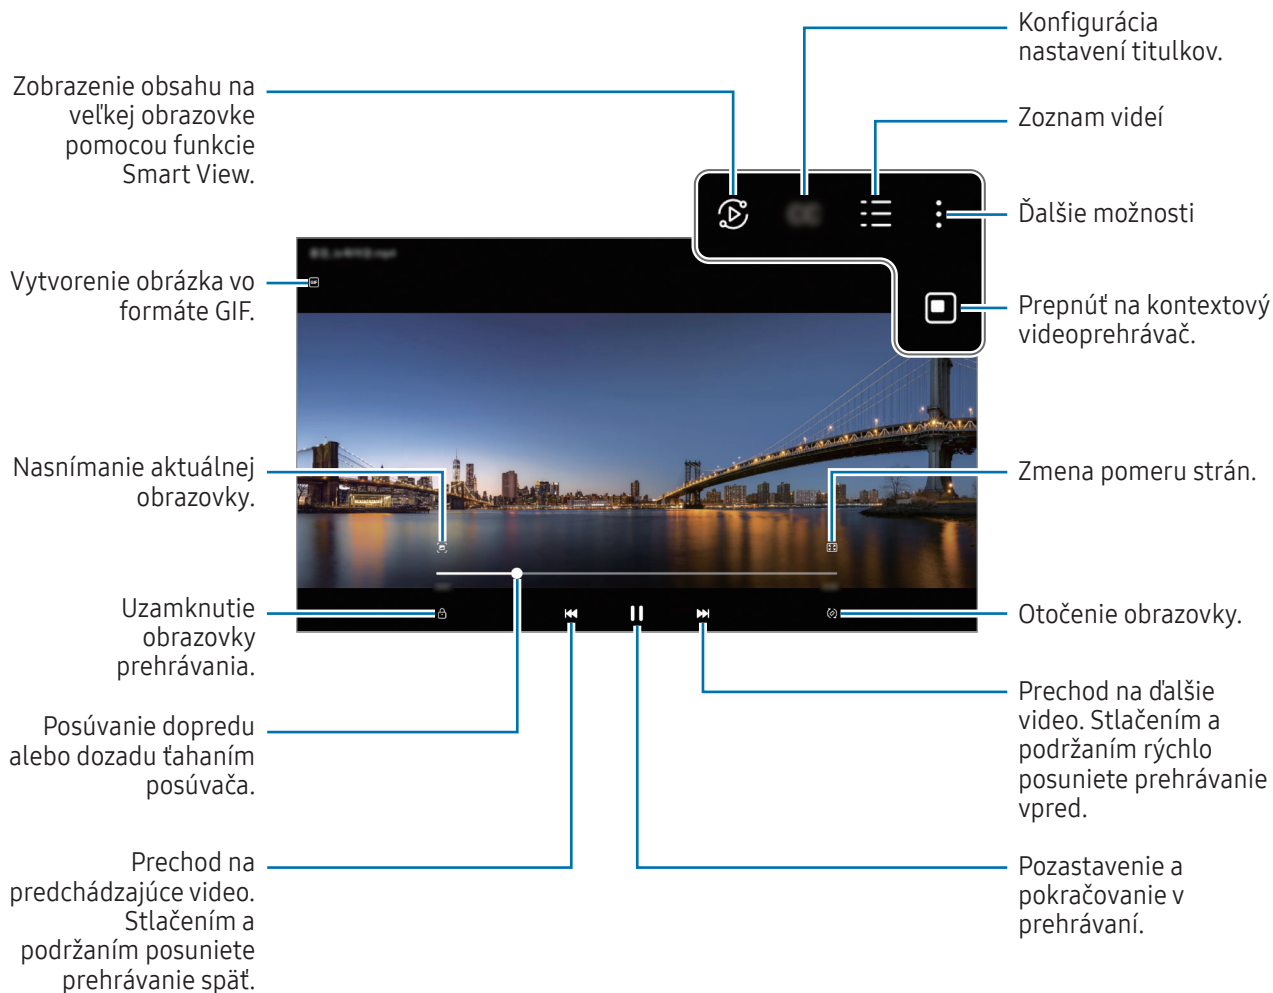 Konfigurácia
nastavení titulkov.
Zobrazenie obsahu na
veľkej obrazovke
pomocou funkcie
Smart View.
Zoznam videí
Ďalšie možnosti
Vytvorenie obrázka vo
formáte GIF.
GIF
Prepnúť na kontextový
videoprehrávač.
Nasnímanie aktuálnej
obrazovky.
Zmena pomeru strán.
Uzamknutie
obrazovky
prehrávania.
Otočenie obrazovky.
Posúvanie dopredu
alebo dozadu ťahaním
posúvača.
Prechod na ďalšie
video. Stlačením a
podržaním rýchlo
posuniete prehrávanie
vpred.
Prechod na
predchádzajúce video.
Stlačením a
podržaním posuniete
prehrávanie späť.
Pozastavenie a
pokračovanie v
prehrávaní.